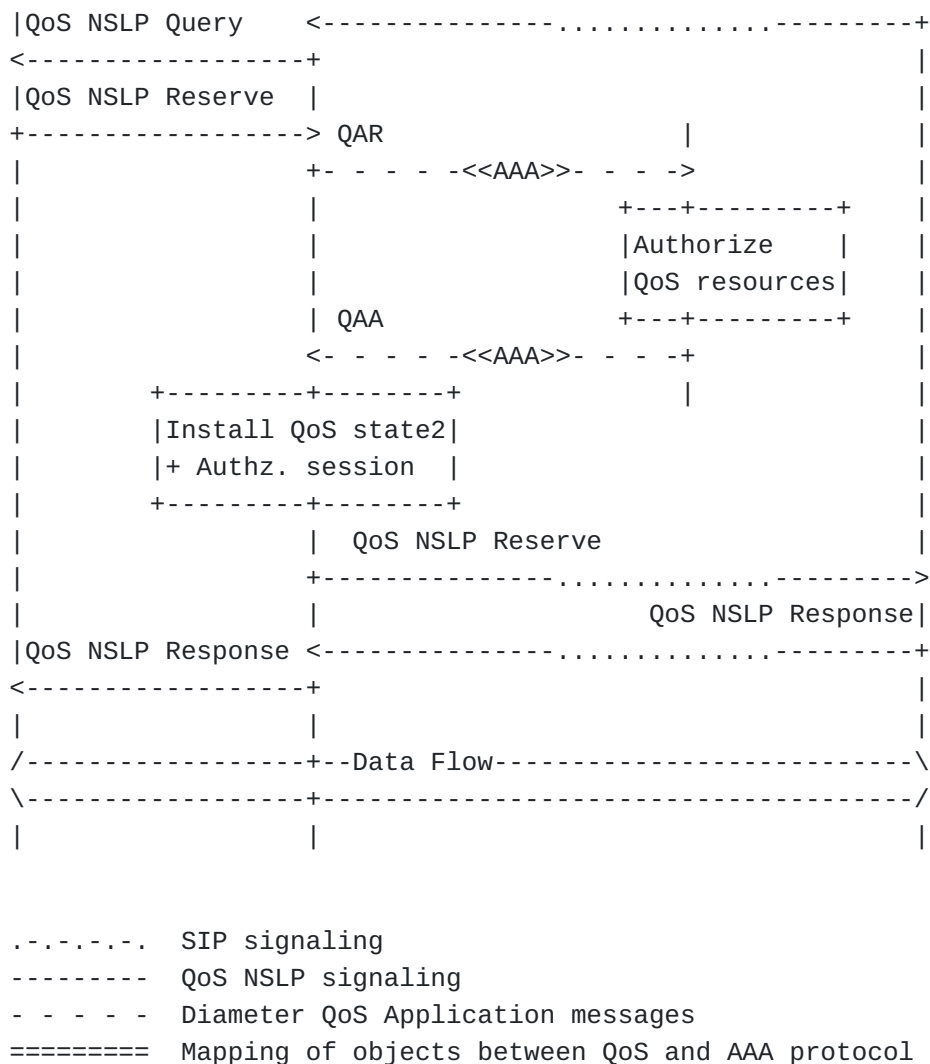 |QoS NSLP Query    <---------------..............---------+
<------------------+                                       |
|QoS NSLP Reserve  |                                       |
+------------------> QAR                    |              |
|                  +- - - - -<<AAA>>- - - ->               |
|                  |                    +---+---------+    |
|                  |                    |Authorize    |    |
|                  |                    |QoS resources|    |
|                  | QAA                +---+---------+    |
|                  <- - - - -<<AAA>>- - - -+               |
|         +---------+--------+              |              |
|         |Install QoS state2|                             |
|         |+ Authz. session  |                             |
|         +---------+--------+                             |
|                  |  QoS NSLP Reserve                     |
|                  +---------------..............--------->
|                  |                      QoS NSLP Response|
|QoS NSLP Response <---------------..............---------+
<------------------+                                       |
|                  |                                       |
/------------------+--Data Flow---------------------------\
\------------------+--------------------------------------/
|                  |                                       |
.-.-.-.-.  SIP signaling
---------  QoS NSLP signaling
- - - - -  Diameter QoS Application messages
=========  Mapping of objects between QoS and AAA protocol